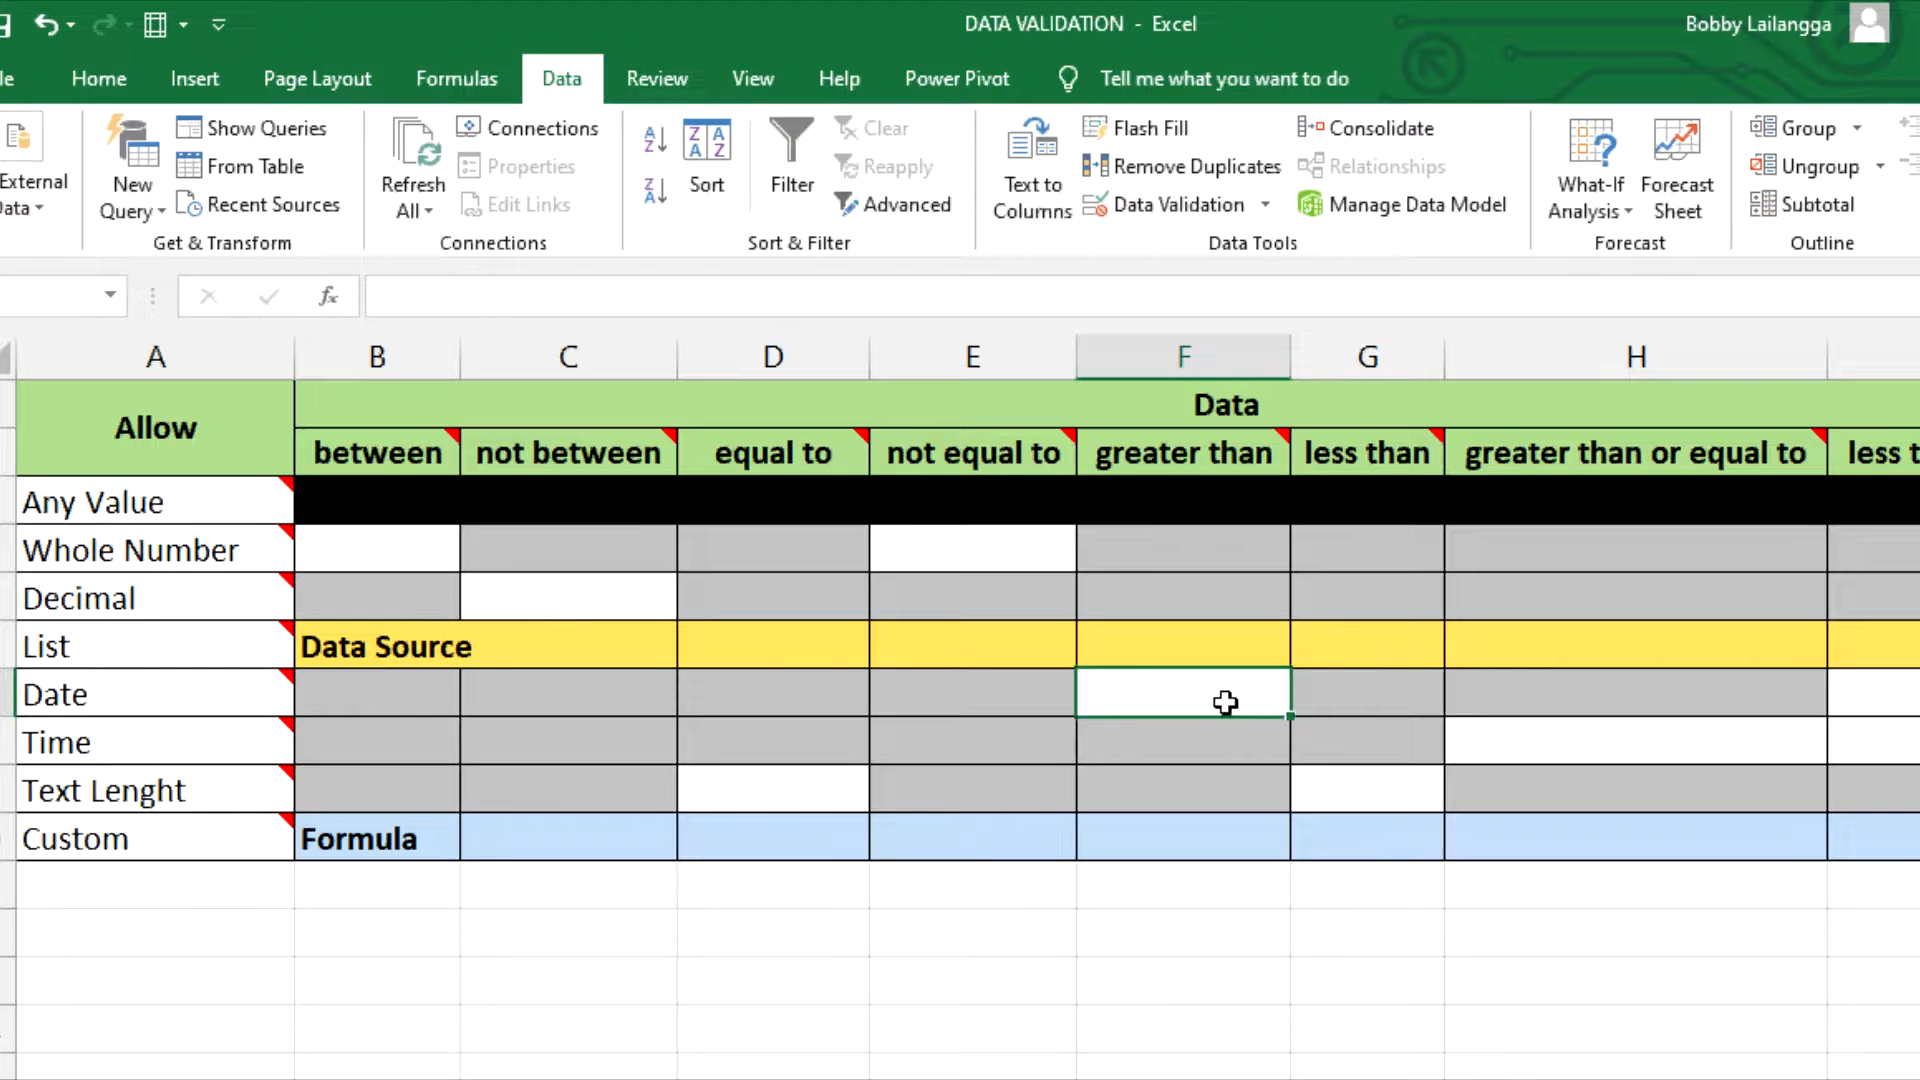 DATA VALIDATION - Excel
Bobby Lailangga
le Home Insert Page Layout Formulas Data Review View Help Power Pivot Tell me what you want to do
External
Data
New
Query
Show Queries
From Table
Recent Sources
Get & Transform
Refresh
All
Connections
Properties
Edit Links
Connections
Sort
Filter
Clear
Reapply
Advanced
Sort & Filter
Text to
Columns
Flash Fill
Remove Duplicates
Data Validation
Consolidate
Relationships
Manage Data Model
Data Tools
What-If
Analysis
Forecast
Sheet
Forecast
Group
Ungroup
Subtotal
Outline
fx
A B C D E F G H
Allow
Data
between not between equal to not equal to greater than less than greater than or equal to less t
Any Value
Whole Number
Decimal
List Data Source
Date
Time
Text Lenght
Custom Formula